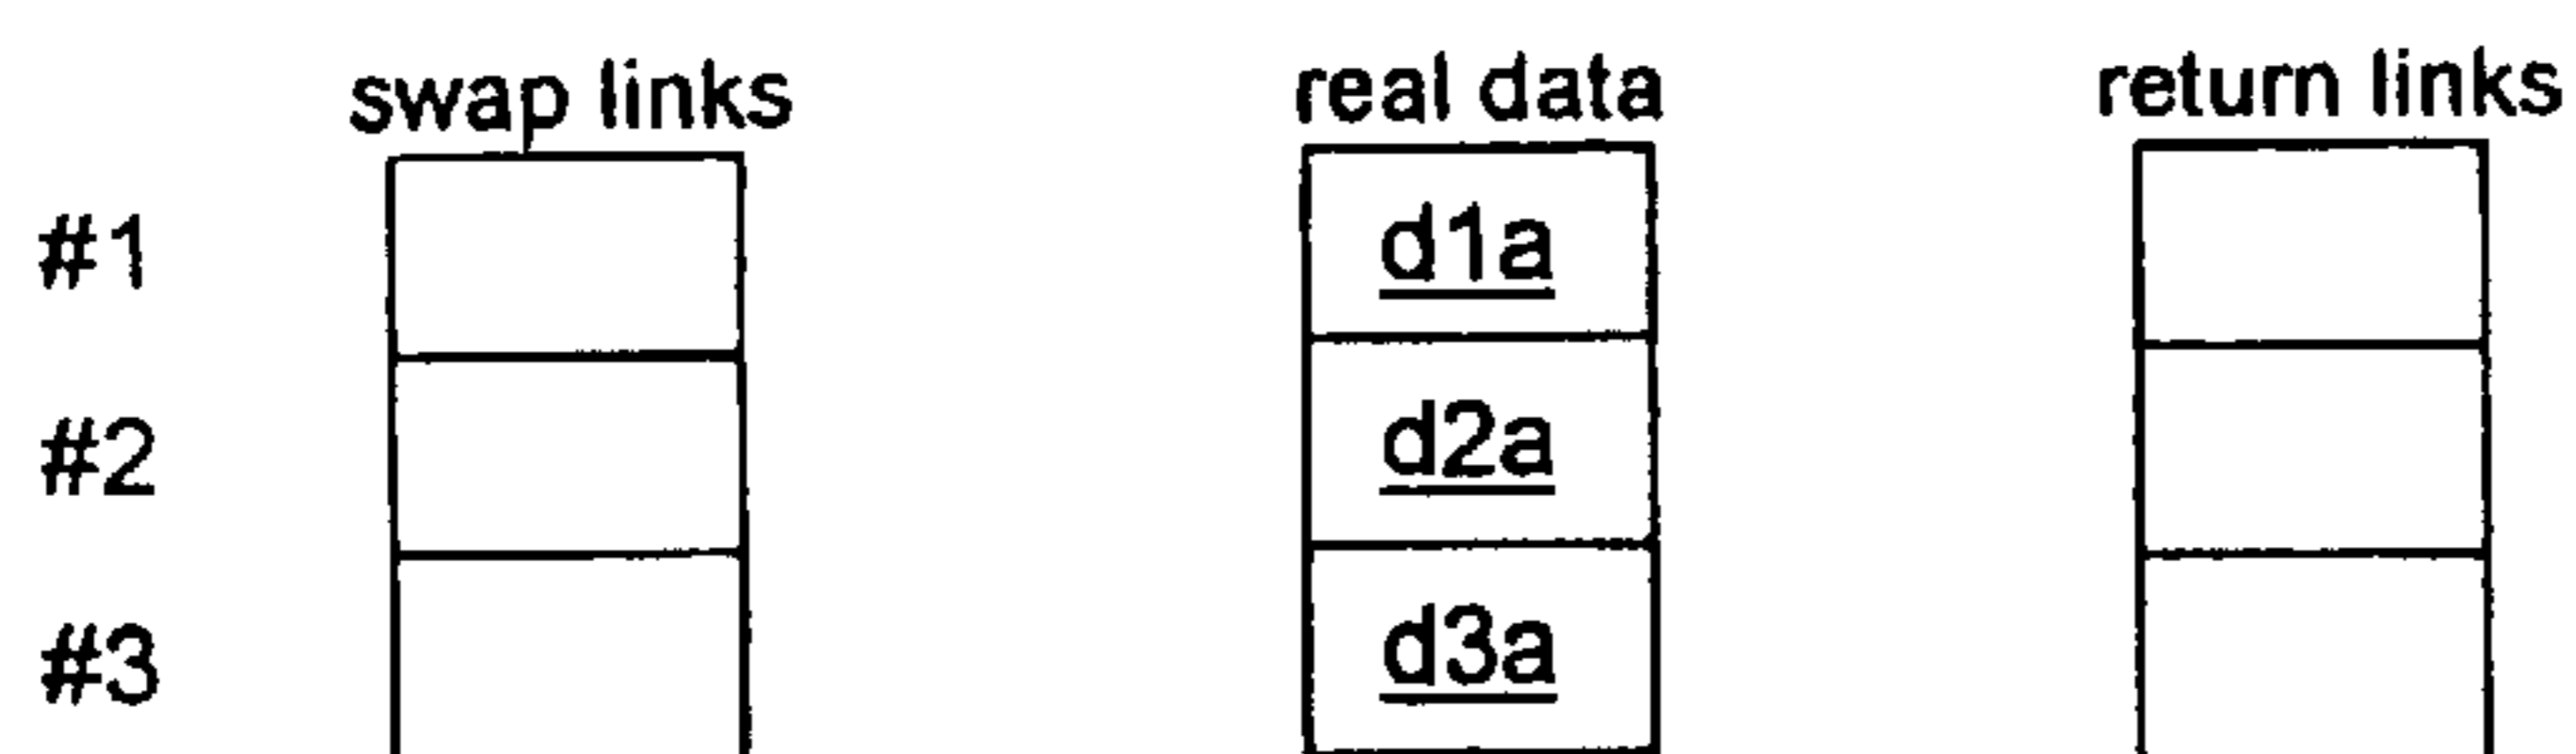 swap links real data return links
#1 d1a
#2 d2a
#3 d3a